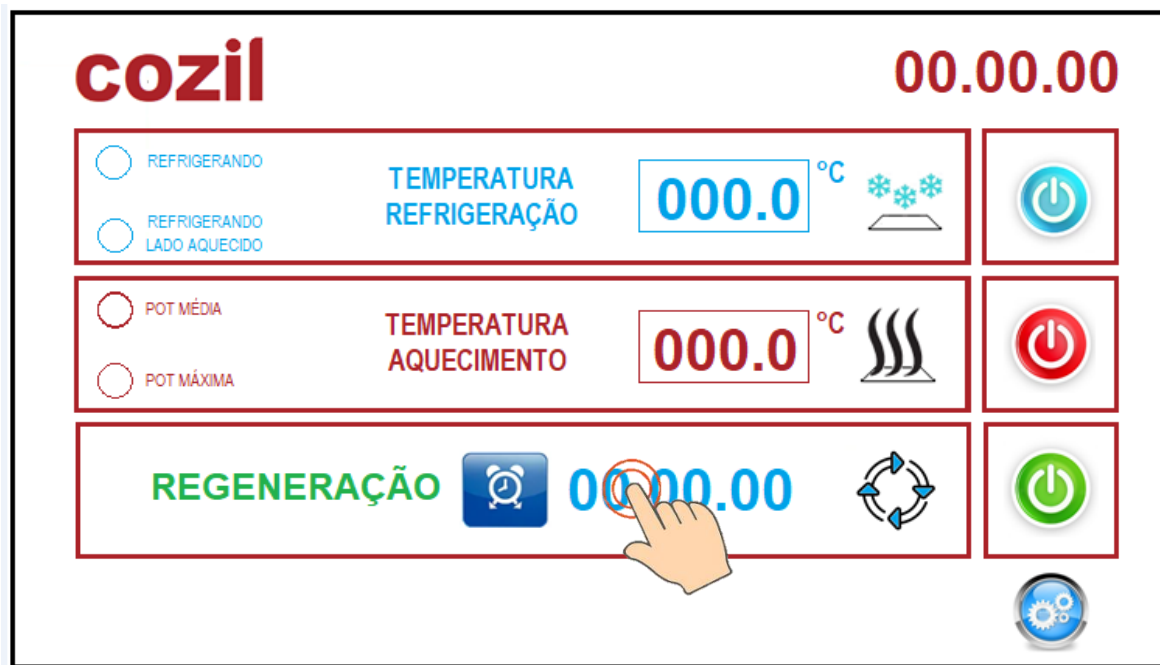 cozil
00.00.00
REFRIGERANDO
REFRIGERANDO
LADO AQUECIDO
TEMPERATURA
REFRIGERAÇÃO
000.0
°C
POT MÉDIA
POT MÁXIMA
TEMPERATURA
AQUECIMENTO
000.0
°C
REGENERAÇÃO
00.00.00